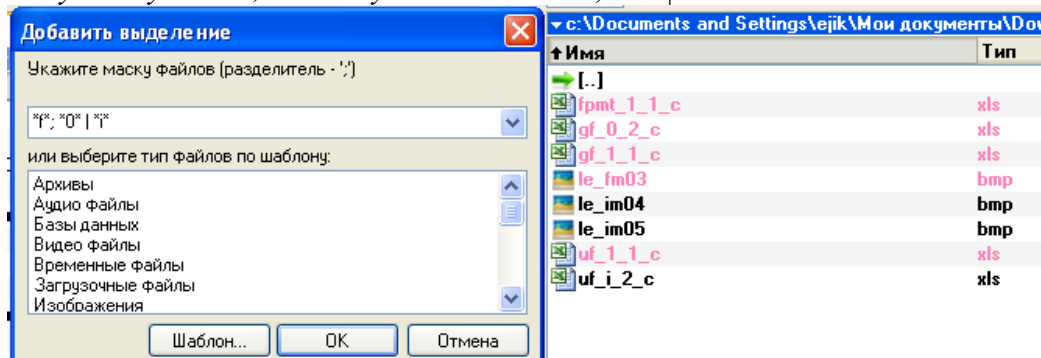 Добавить выделение
Укажите маску файлов (разделитель - ';')
*f*; *0* | *i*
или выберите тип файлов по шаблону:
Архивы
Аудио файлы
Базы данных
Видео файлы
Временные файлы
Загрузочные файлы
Изображения
Шаблон...
OK
Отмена
c:\Documents and Settings\ejik\Мои документы\Dow
Имя
Тип
[..]
fpmt_1_1_c xls
gf_0_2_c xls
gf_1_1_c xls
le_fm03 bmp
le_im04 bmp
le_im05 bmp
uf_1_1_c xls
uf_i_2_c xls